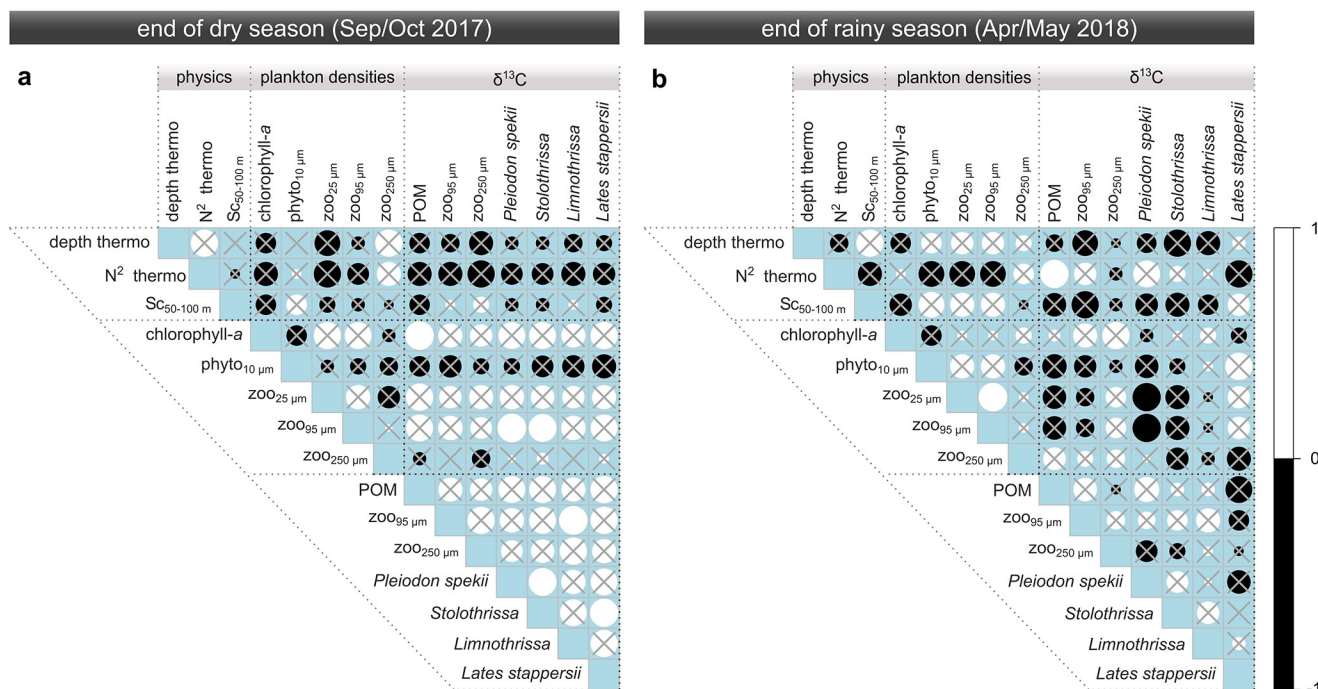 end of dry season (Sep/Oct 2017)
end of rainy season (Apr/May 2018)
a
physics
plankton densities
δ13C
depth thermo
N2 thermo
Sc50-100 m
chlorophyll-a
phyto10 µm
zoo25 µm
zoo95 µm
zoo250 µm
POM
zoo95 µm
zoo250 µm
Pleiodon spekii
Stolothrissa
Limnothrissa
Lates stappersii
depth thermo
N2 thermo
Sc50-100 m
chlorophyll-a
phyto10 µm
zoo25 µm
zoo95 µm
zoo250 µm
POM
zoo95 µm
zoo250 µm
Pleiodon spekii
Stolothrissa
Limnothrissa
Lates stappersii
b
physics
plankton densities
δ13C
depth thermo
N2 thermo
Sc50-100 m
chlorophyll-a
phyto10 µm
zoo25 µm
zoo95 µm
zoo250 µm
POM
zoo95 µm
zoo250 µm
Pleiodon spekii
Stolothrissa
Limnothrissa
Lates stappersii
depth thermo
N2 thermo
Sc50-100 m
chlorophyll-a
phyto10 µm
zoo25 µm
zoo95 µm
zoo250 µm
POM
zoo95 µm
zoo250 µm
Pleiodon spekii
Stolothrissa
Limnothrissa
Lates stappersii
1
0
-1